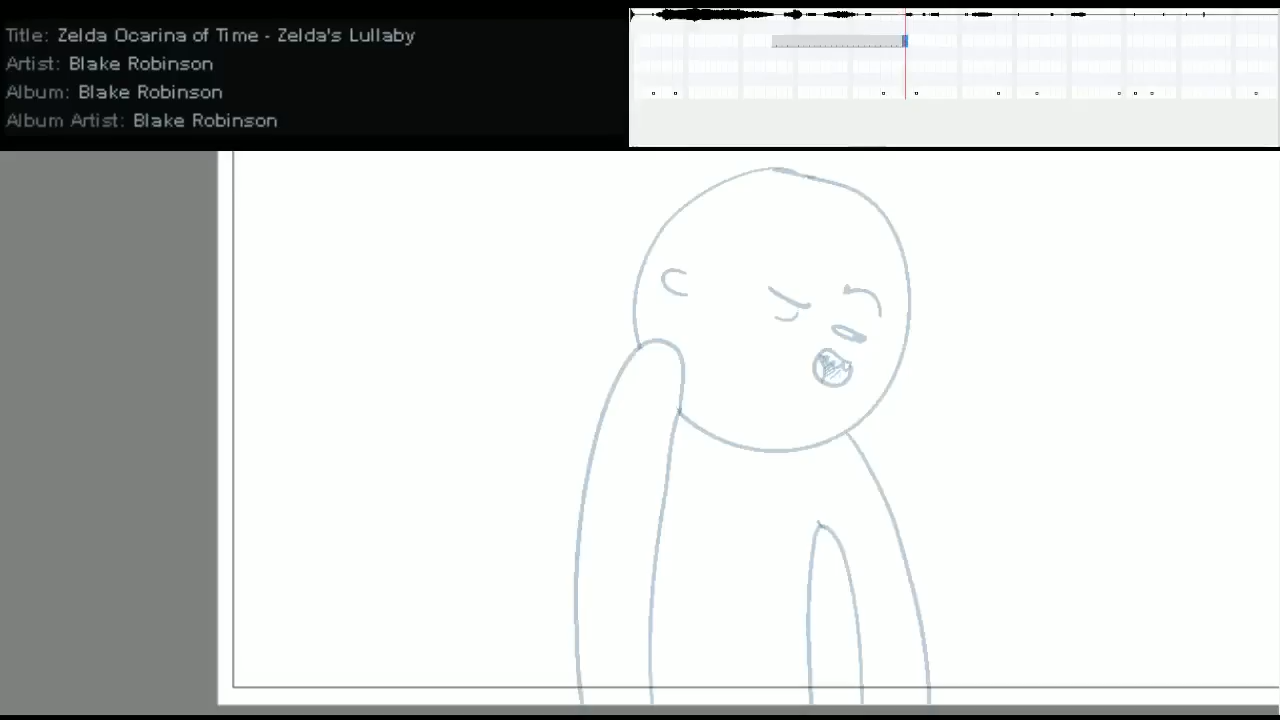 Title: Zelda Ocarina of Time - Zelda's Lullaby
Artist: Blake Robinson
Album: Blake Robinson
Album Artist: Blake Robinson